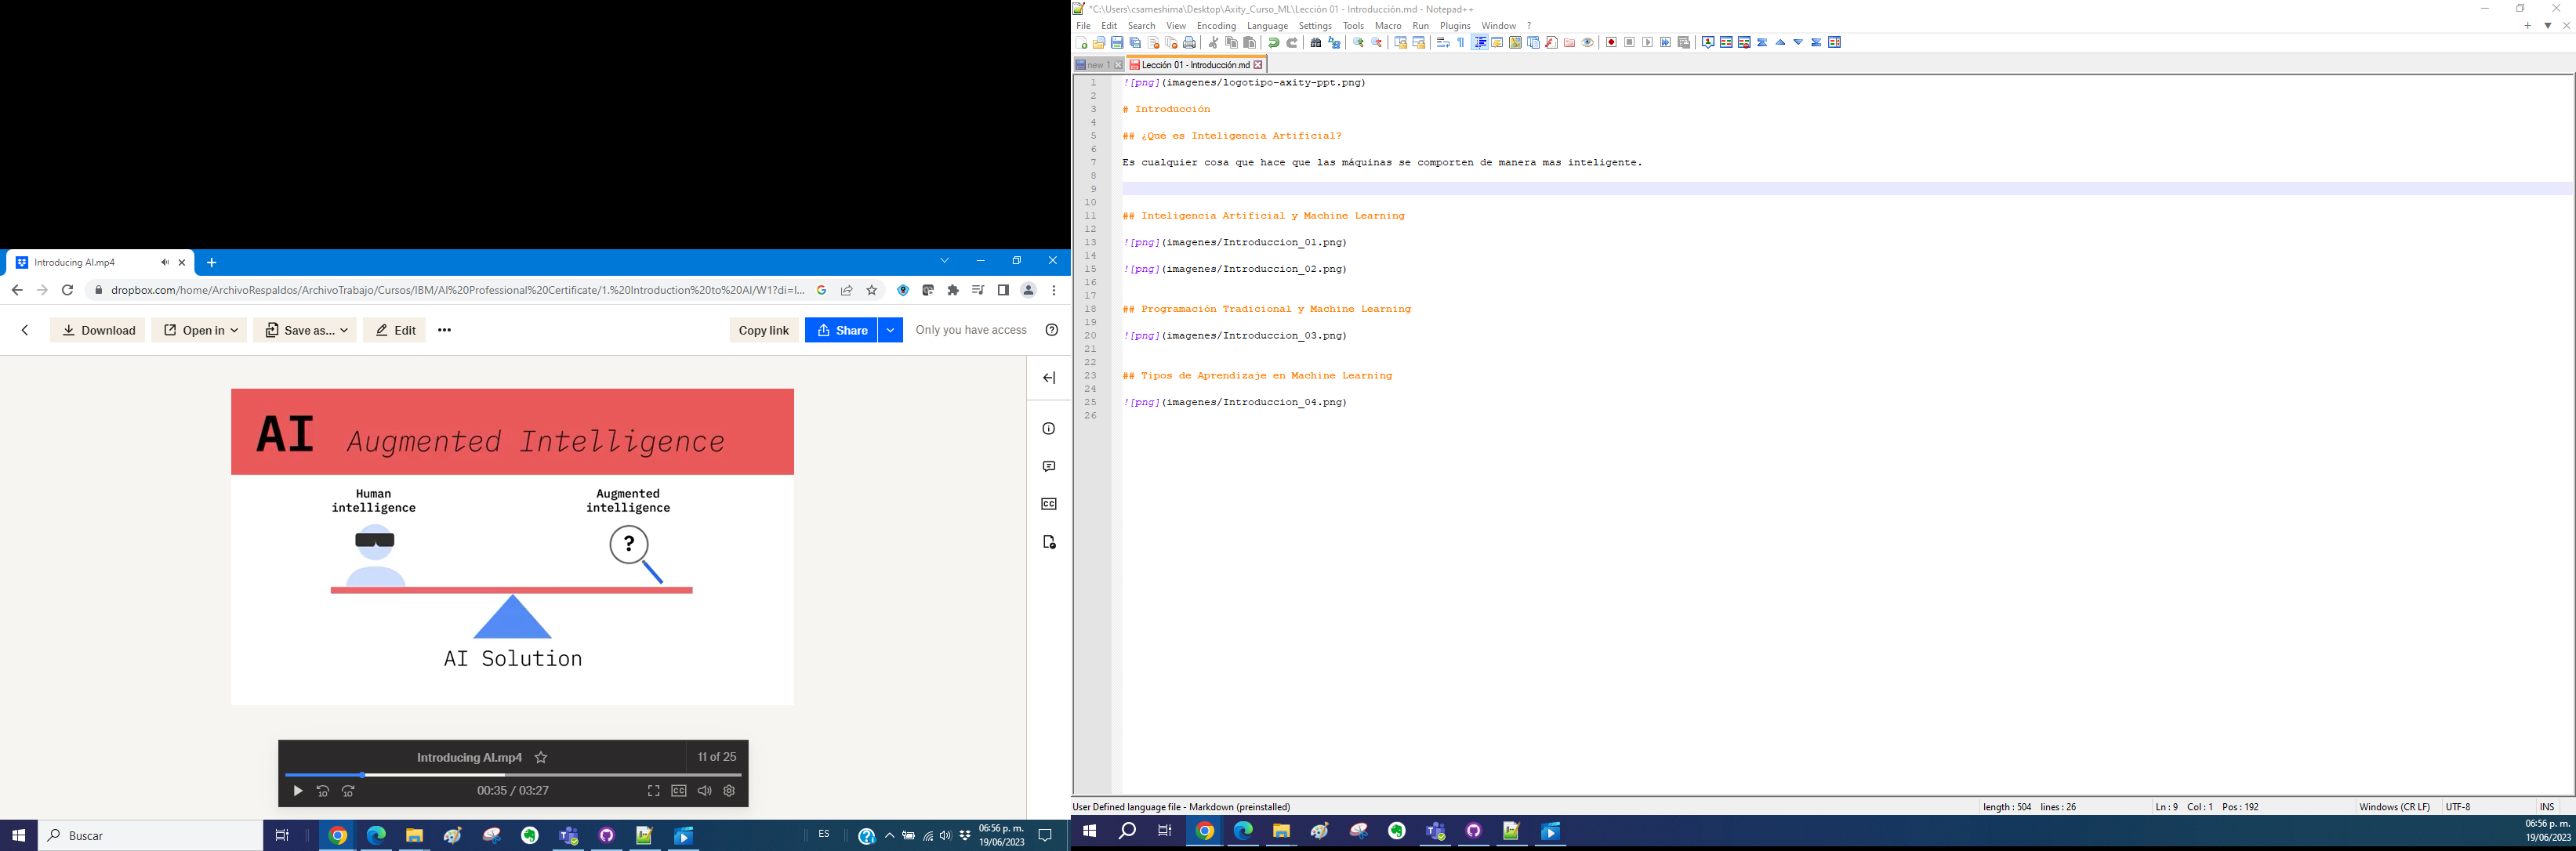 Introducing AI.mp4
dropbox.com/home/ArchivoRespaldos/ArchivoTrabajo/Cursos/IBM/AI%20Professional%20Certificate/1.%20Introduction%20to%20AI/W1?di=l...
Download
Open in
Save as...
Edit
Copy link
Share
Only you have access
AI Augmented Intelligence
Human
intelligence
Augmented
intelligence
?
AI Solution
Introducing AI.mp4
11 of 25
10
10
00:35 / 03:27
CC
CC
Buscar
ES
06:56 p. m.
19/06/2023
*C:\Users\csameshima\Desktop\Axity_Curso_ML\Lección 01 - Introducción.md - Notepad++
File Edit Search View Encoding Language Settings Tools Macro Run Plugins Window ?
new 1
Lección 01 - Introducción.md
1 ![png](imagenes/logotipo-axity-ppt.png)
2
3 # Introducción
4
5 ## ¿Qué es Inteligencia Artificial?
6
7 Es cualquier cosa que hace que las máquinas se comporten de manera mas inteligente.
8
9
10
11 ## Inteligencia Artificial y Machine Learning
12
13 ![png](imagenes/Introduccion_01.png)
14
15 ![png](imagenes/Introduccion_02.png)
16
17
18 ## Programación Tradicional y Machine Learning
19
20 ![png](imagenes/Introduccion_03.png)
21
22
23 ## Tipos de Aprendizaje en Machine Learning
24
25 ![png](imagenes/Introduccion_04.png)
26
User Defined language file - Markdown (preinstalled)
length : 504 lines : 26
Ln : 9 Col : 1 Pos : 192
Windows (CR LF)
UTF-8
INS
06:56 p. m.
19/06/2023